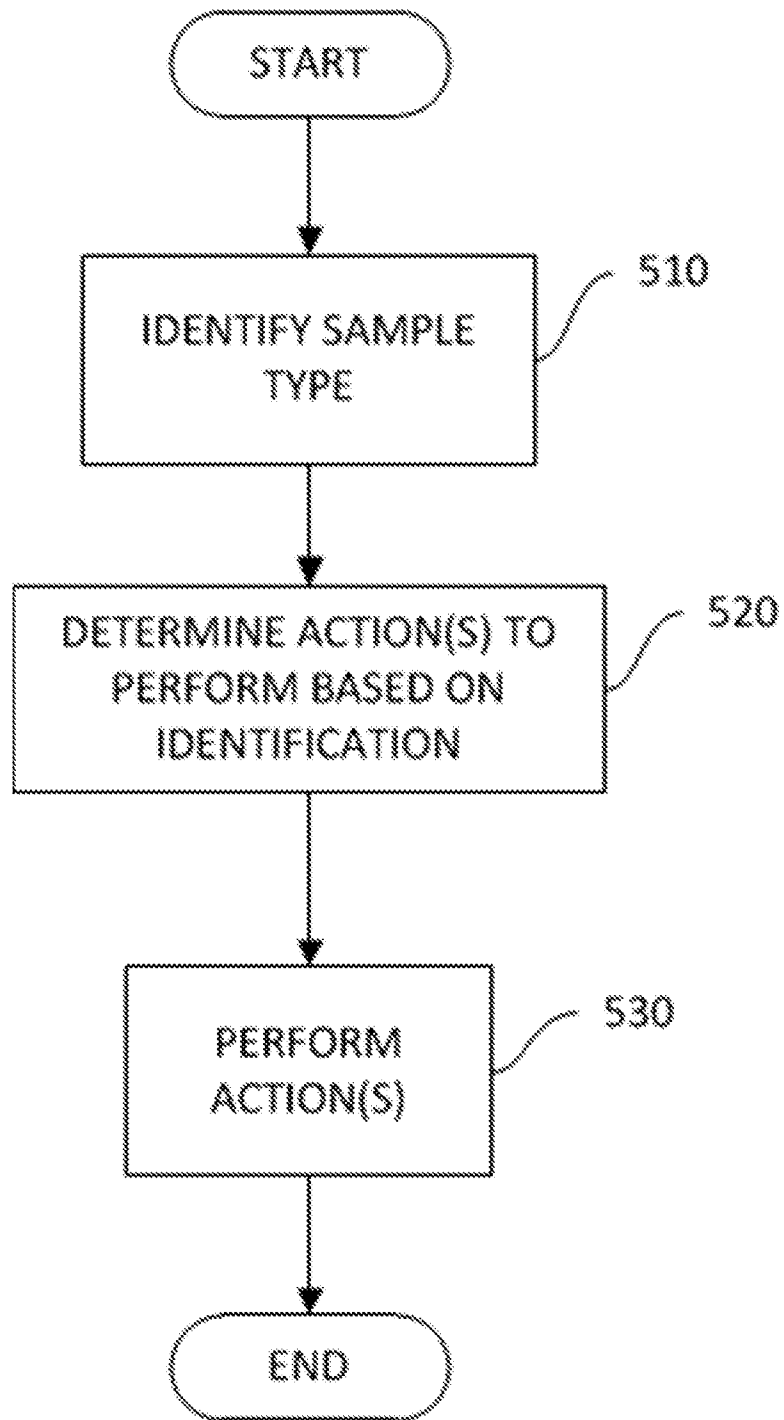 START
IDENTIFY SAMPLE
TYPE
510
DETERMINE ACTION(S) TO
PERFORM BASED ON
IDENTIFICATION
520
PERFORM
ACTION(S)
530
END